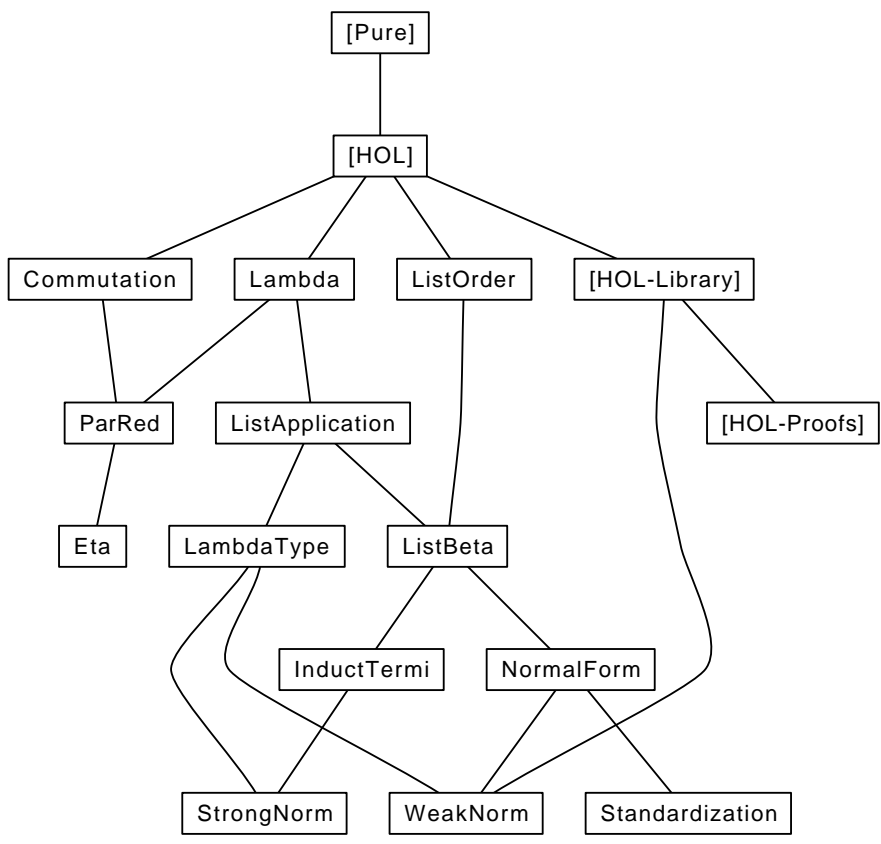 [Pure]
[HOL]
Commutation
Lambda
ListOrder
[HOL-Library]
ParRed
ListApplication
[HOL-Proofs]
Eta
LambdaType
ListBeta
InductTermi
NormalForm
StrongNorm
WeakNorm
Standardization